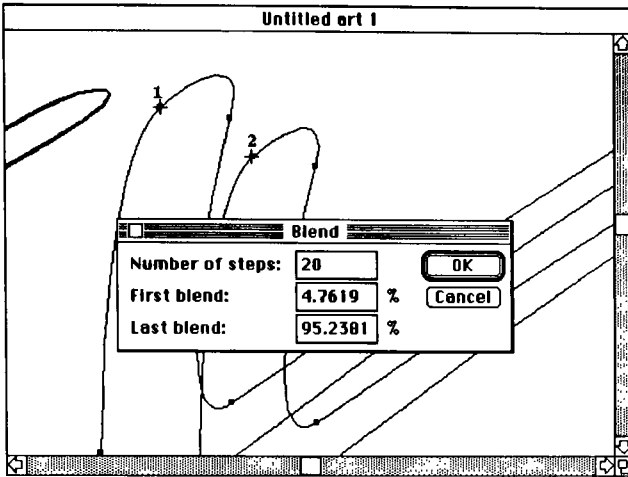 Untitled art 1
1
2
Blend
Number of steps: 20 OK
First blend: 4.7619 % Cancel
Last blend: 95.2381 %